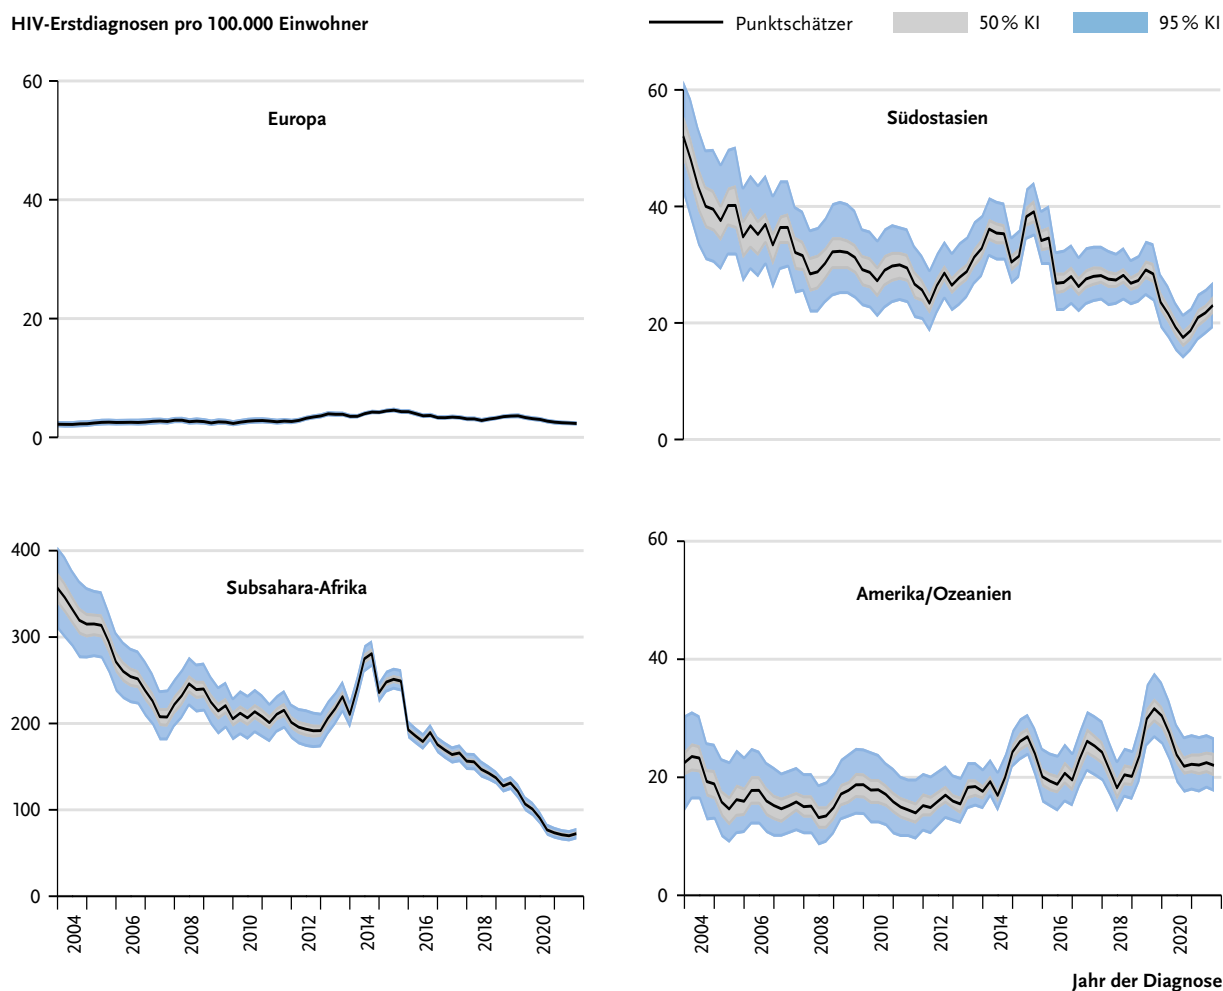 HIV-Erstdiagnosen pro 100.000 Einwohner
Punktschätzer 50 % KI 95 % KI
Europa
60
40
20
0
Südostasien
60
40
20
0
Subsahara-Afrika
400
300
200
100
0
2004 2006 2008 2010 2012 2014 2016 2018 2020
Amerika/Ozeanien
60
40
20
0
2004 2006 2008 2010 2012 2014 2016 2018 2020
Jahr der Diagnose